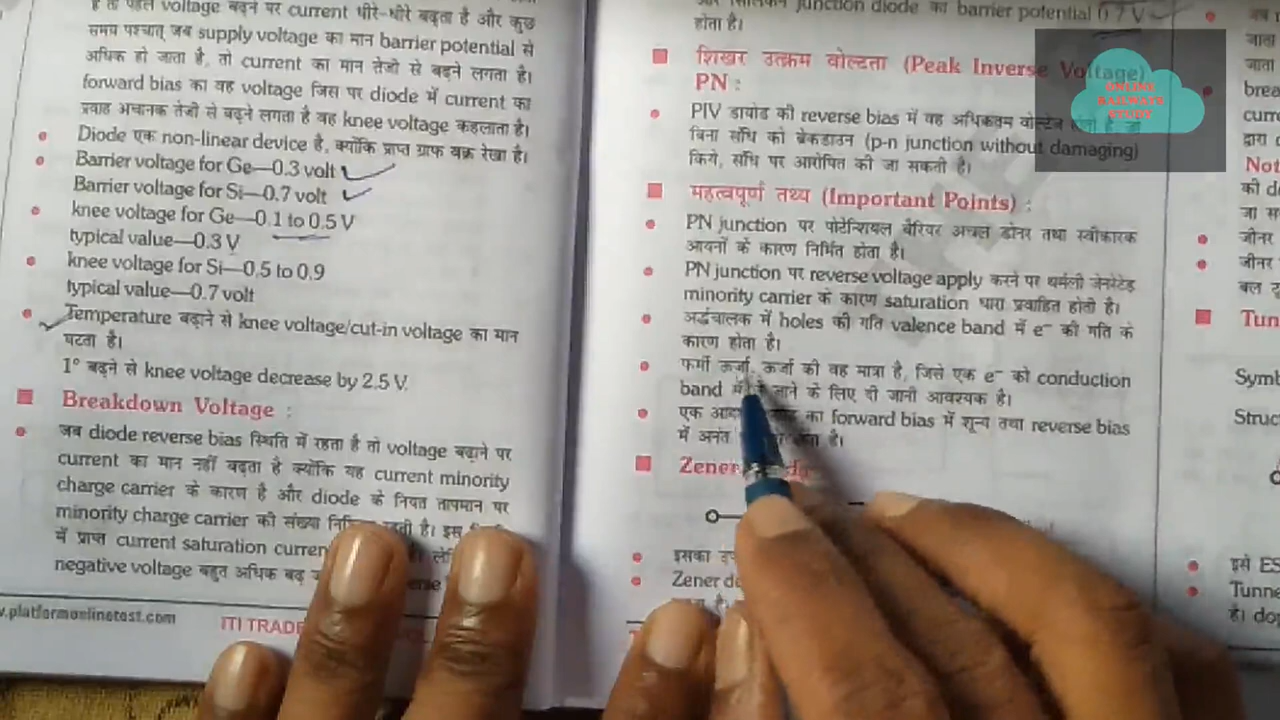 voltage बढ़ने पर current धीरे-धीरे बढ़ता है और कुछ
समय पश्चात् जब supply voltage का मान barrier potential से
अधिक हो जाता है, तो current का मान तेजी से बढ़ने लगता है।
forward bias का वह voltage जिस पर diode में current का
प्रवाह अचानक तेजी से बढ़ने लगता है वह knee voltage कहलाता है।
Diode एक non-linear device है, क्योंकि प्राप्त ग्राफ वक्र रेखा है।
Barrier voltage for Ge—0.3 volt
Barrier voltage for Si—0.7 volt
knee voltage for Ge—0.1 to 0.5 V
typical value—0.3 V
knee voltage for Si—0.5 to 0.9
typical value—0.7 volt
Temperature बढ़ाने से knee voltage/cut-in voltage का मान
घटता है।
1° बढ़ने से knee voltage decrease by 2.5 V.
Breakdown Voltage :
जब diode reverse bias स्थिति में रहता है तो voltage बढ़ाने पर
current का मान नहीं बढ़ता है क्योंकि यह current minority
charge carrier के कारण है और diode के नियत तापमान पर
minority charge carrier की संख्या रहती है। इस
में प्राप्त current saturation
negative voltage बहुत अधिक बढ़
.platformonlinetest.com
ITI TRADE
junction diode का barrier potential 0.7 V
होता है।
शिखर उत्क्रम वोल्टता (Peak Inverse Voltage)
PN :
PIV डायोड की reverse bias में वह अधिकतम वोल्टेज होता है, जो
बिना संधि को ब्रेकडाउन (p-n junction without damaging)
किये, संधि पर आरोपित की जा सकती है।
महत्वपूर्ण तथ्य (Important Points) :
PN junction पर पोटेन्शियल बैरियर अचल डोनर तथा स्वीकारक
आयनों के कारण निर्मित होता है।
PN junction पर reverse voltage apply करने पर थर्मली जेनरेटेड
minority carrier के कारण saturation धारा प्रवाहित होती है।
अर्द्धचालक में holes की गति valence band में e⁻ की गति के
कारण होता है।
फर्मी ऊर्जा, ऊर्जा की वह मात्रा है, जिसे एक e⁻ को conduction
band में जाने के लिए दी जानी आवश्यक है।
एक का forward bias में शून्य तथा reverse bias
में अनंत है।
Zener
इसका
Zener
ONLINE
RAILWAYS
STUDY
जाता
जाता
brea
curr
द्वारा
Not
की
जा स
जीनर
जीनर
बल
Tun
Symb
Struc
इसे ES
Tunne
है। do